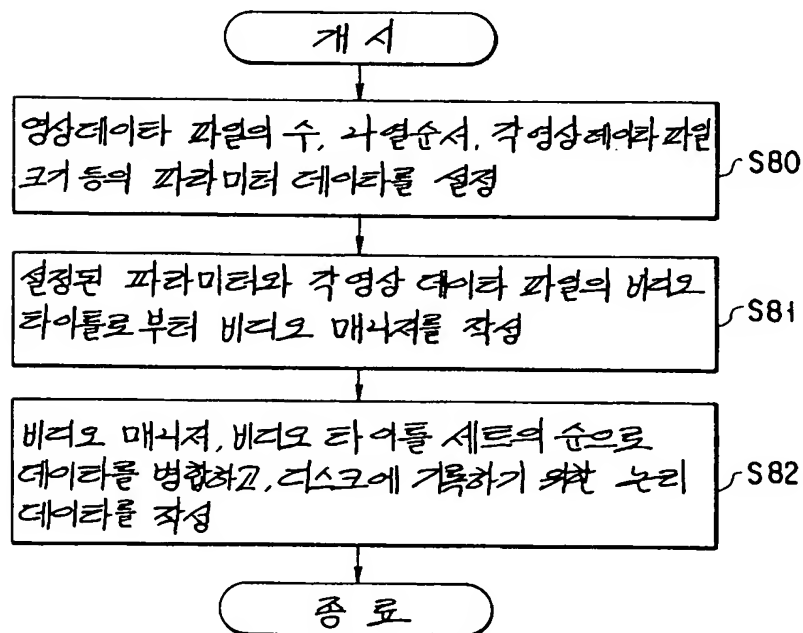 개시
영상데이타 파일의 수, 나열순서, 각영상데이타파일
크기 등의 파라미터 데이타를 설정
S80
설정된 파라미터와 각영상 데이타 파일의 비디오
타이틀로부터 비디오 매니저를 작성
S81
비디오 매니저, 비디오 타이틀 세트의 순으로
데이타를 병합하고, 디스크에 기록하기 위한 논리
데이타를 작성
S82
종료